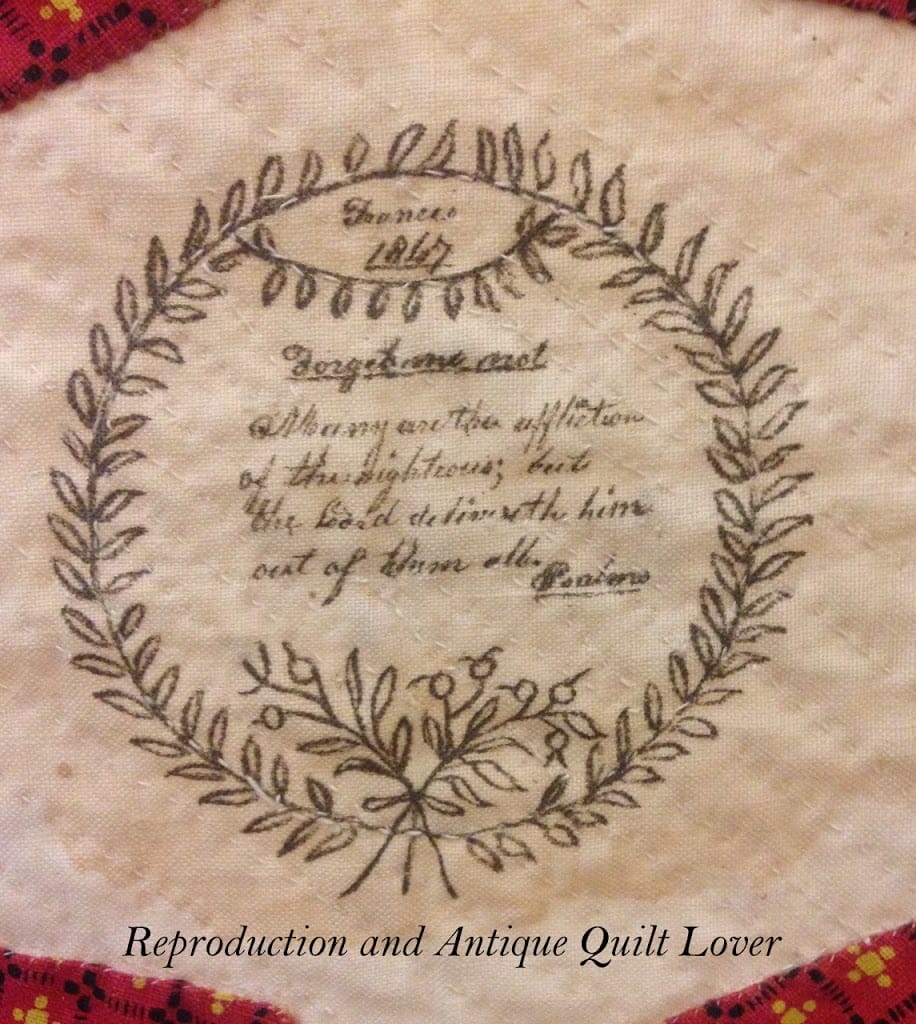 Francis
1867
Forget me not
Many are the affliction
of the righteous; but
the Lord delivereth him
out of them all.
Psalms
Reproduction and Antique Quilt Lover